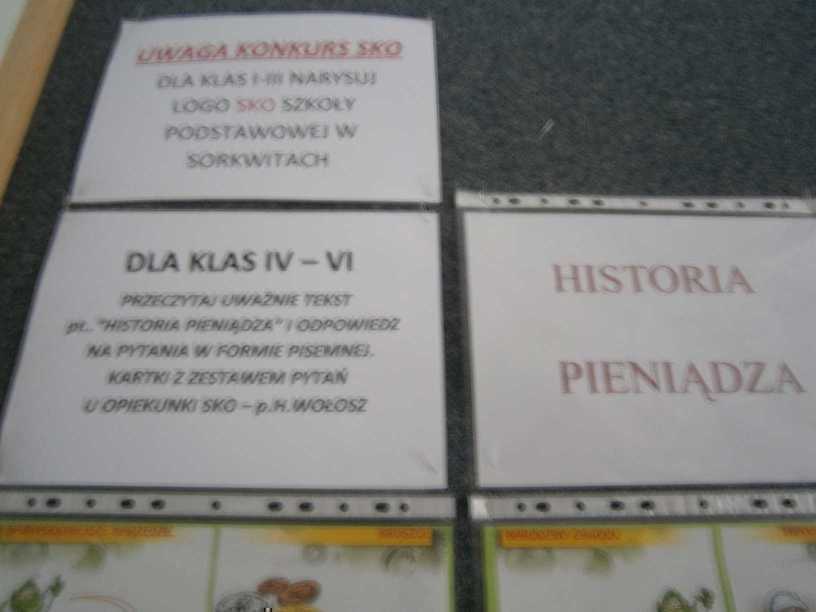 UWAGA KONKURS SKO
DLA KLAS I-III NARYSUJ
LOGO SKO SZKOŁY
PODSTAWOWEJ W
SORKWITACH
DLA KLAS IV – VI
PRZECZYTAJ UWAŻNIE TEKST
pt.. "HISTORIA PIENIĄDZA" I ODPOWIEDZ
NA PYTANIA W FORMIE PISEMNEJ.
KARTKI Z ZESTAWEM PYTAŃ
U OPIEKUNKI SKO – p.H.WOŁOSZ
HISTORIA
PIENIĄDZA